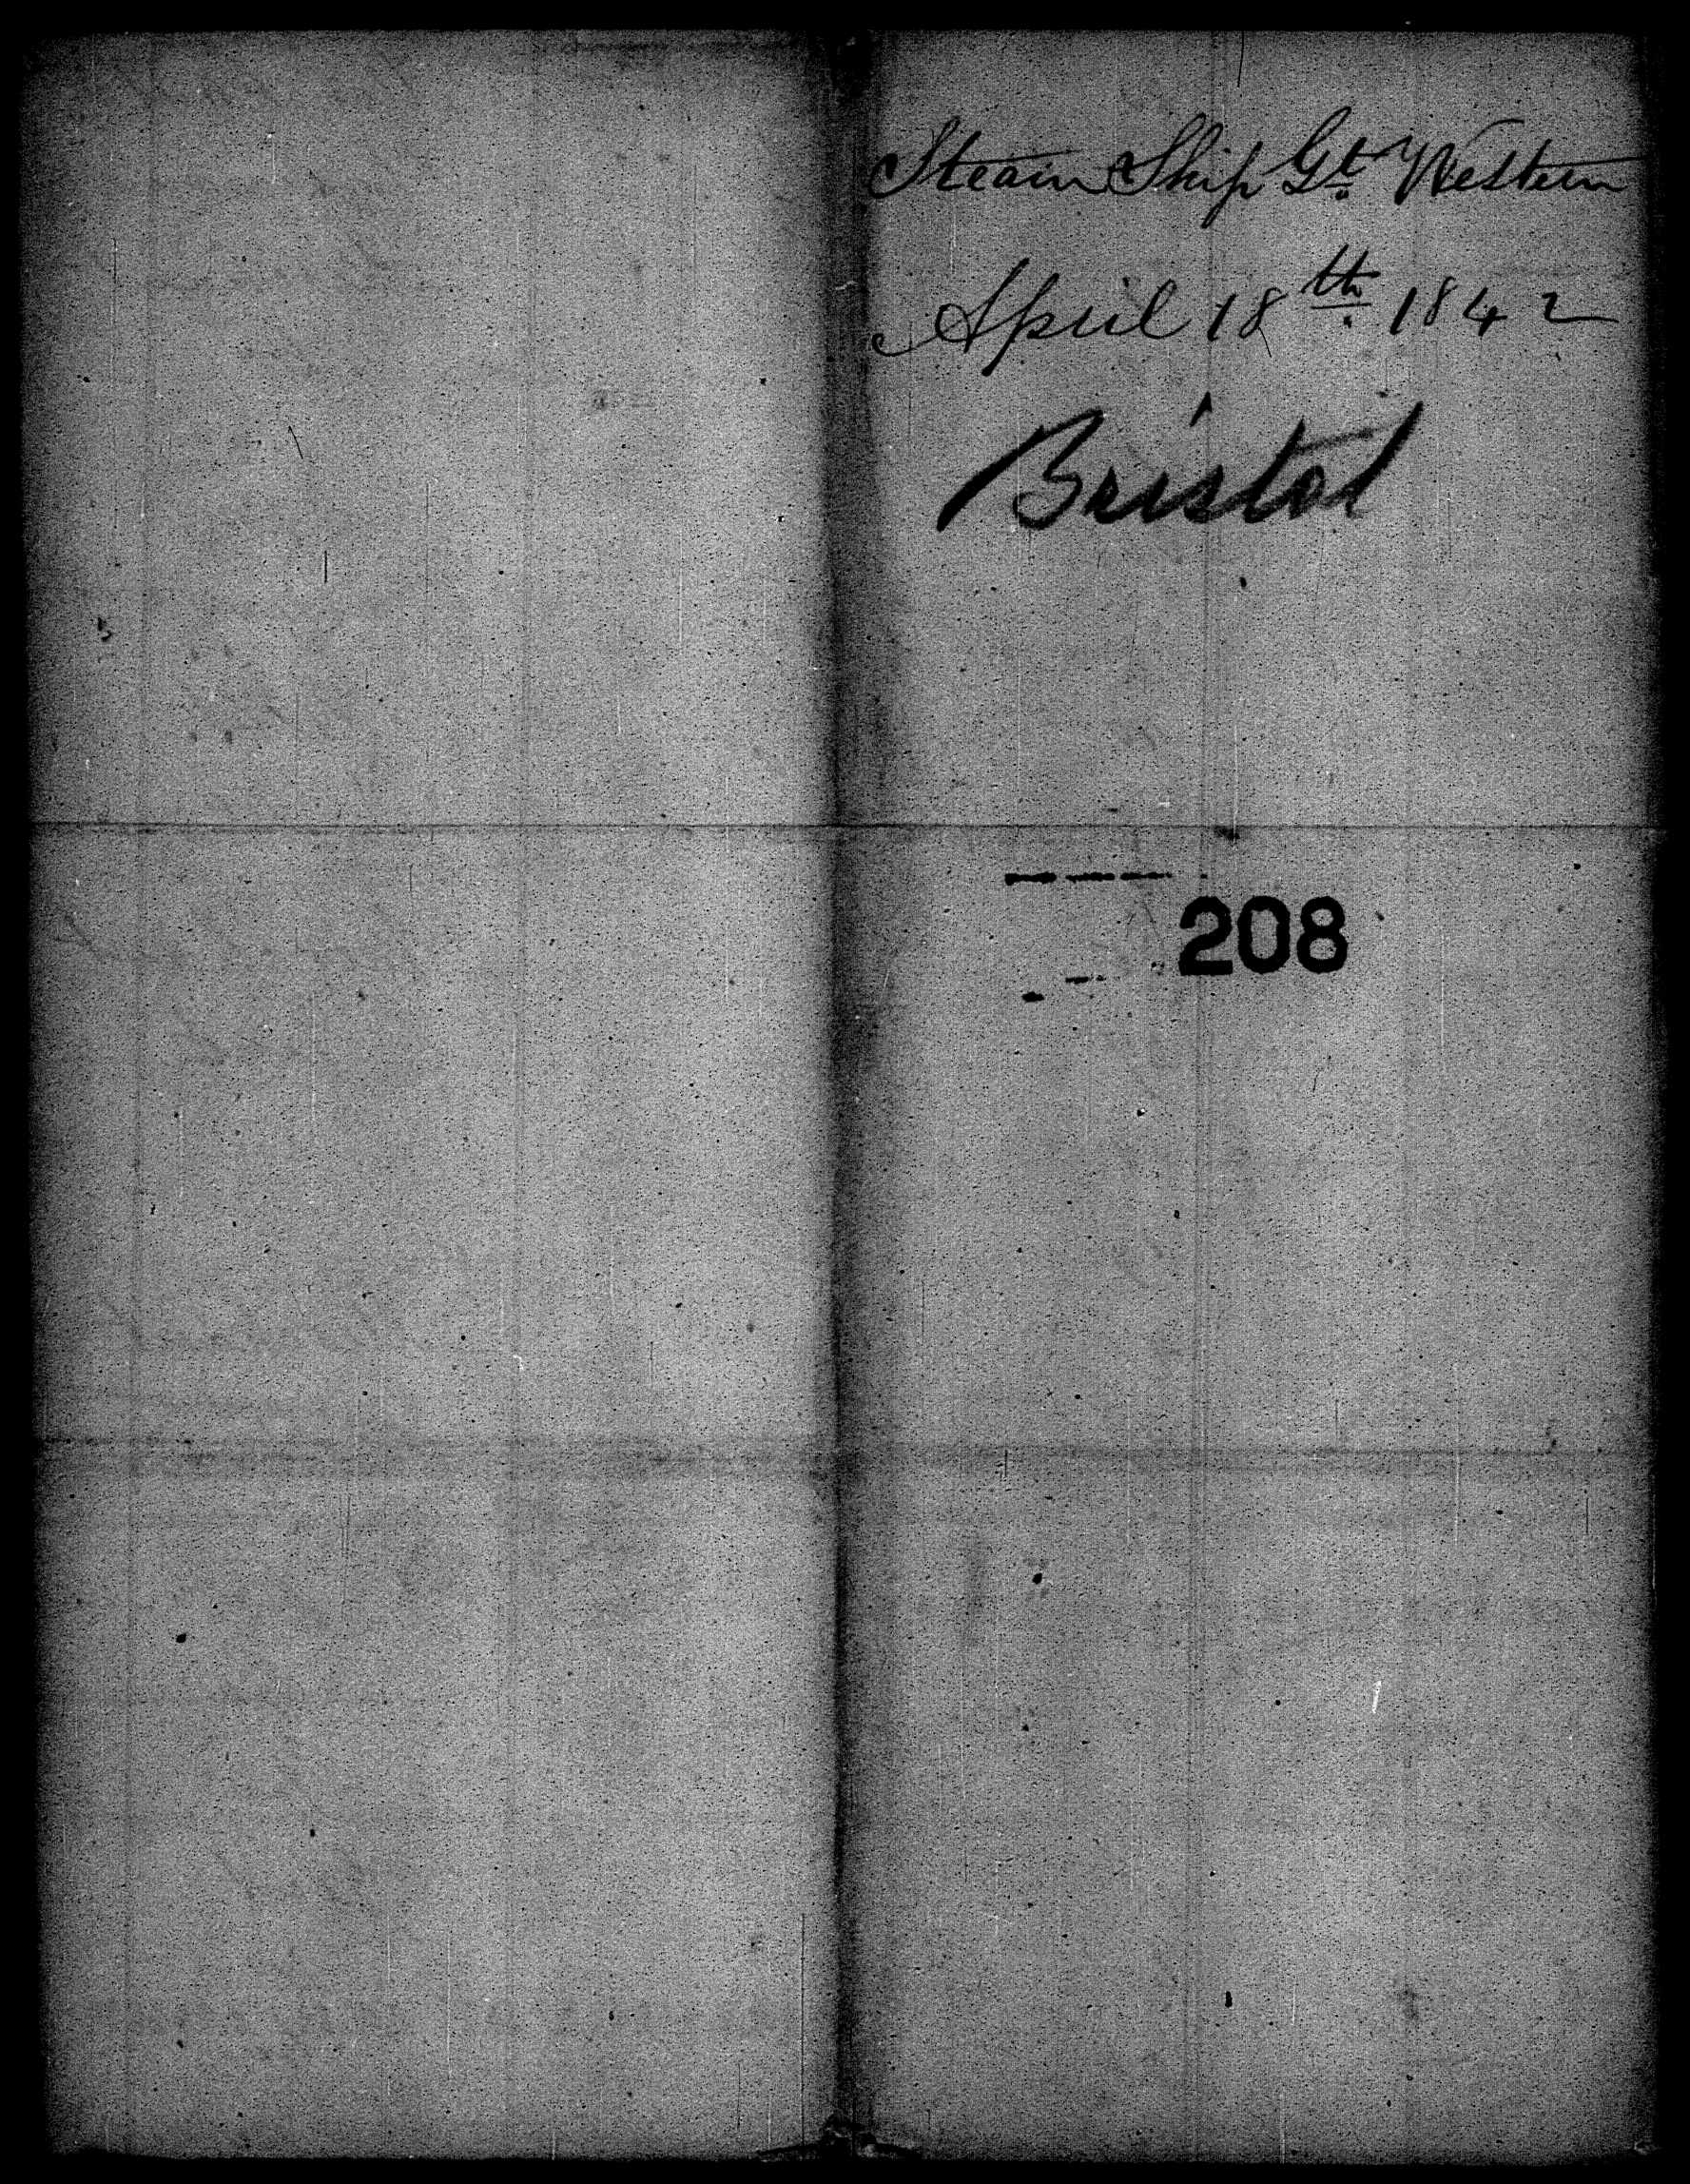 Steam Ship Gt. Western
April 18th. 1842
Bristol
208